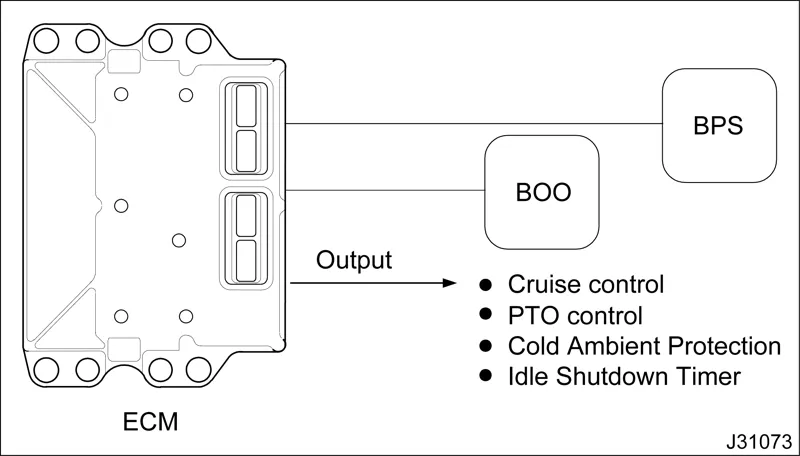 BPS
BOO
Output
● Cruise control
● PTO control
● Cold Ambient Protection
● Idle Shutdown Timer
ECM
J31073